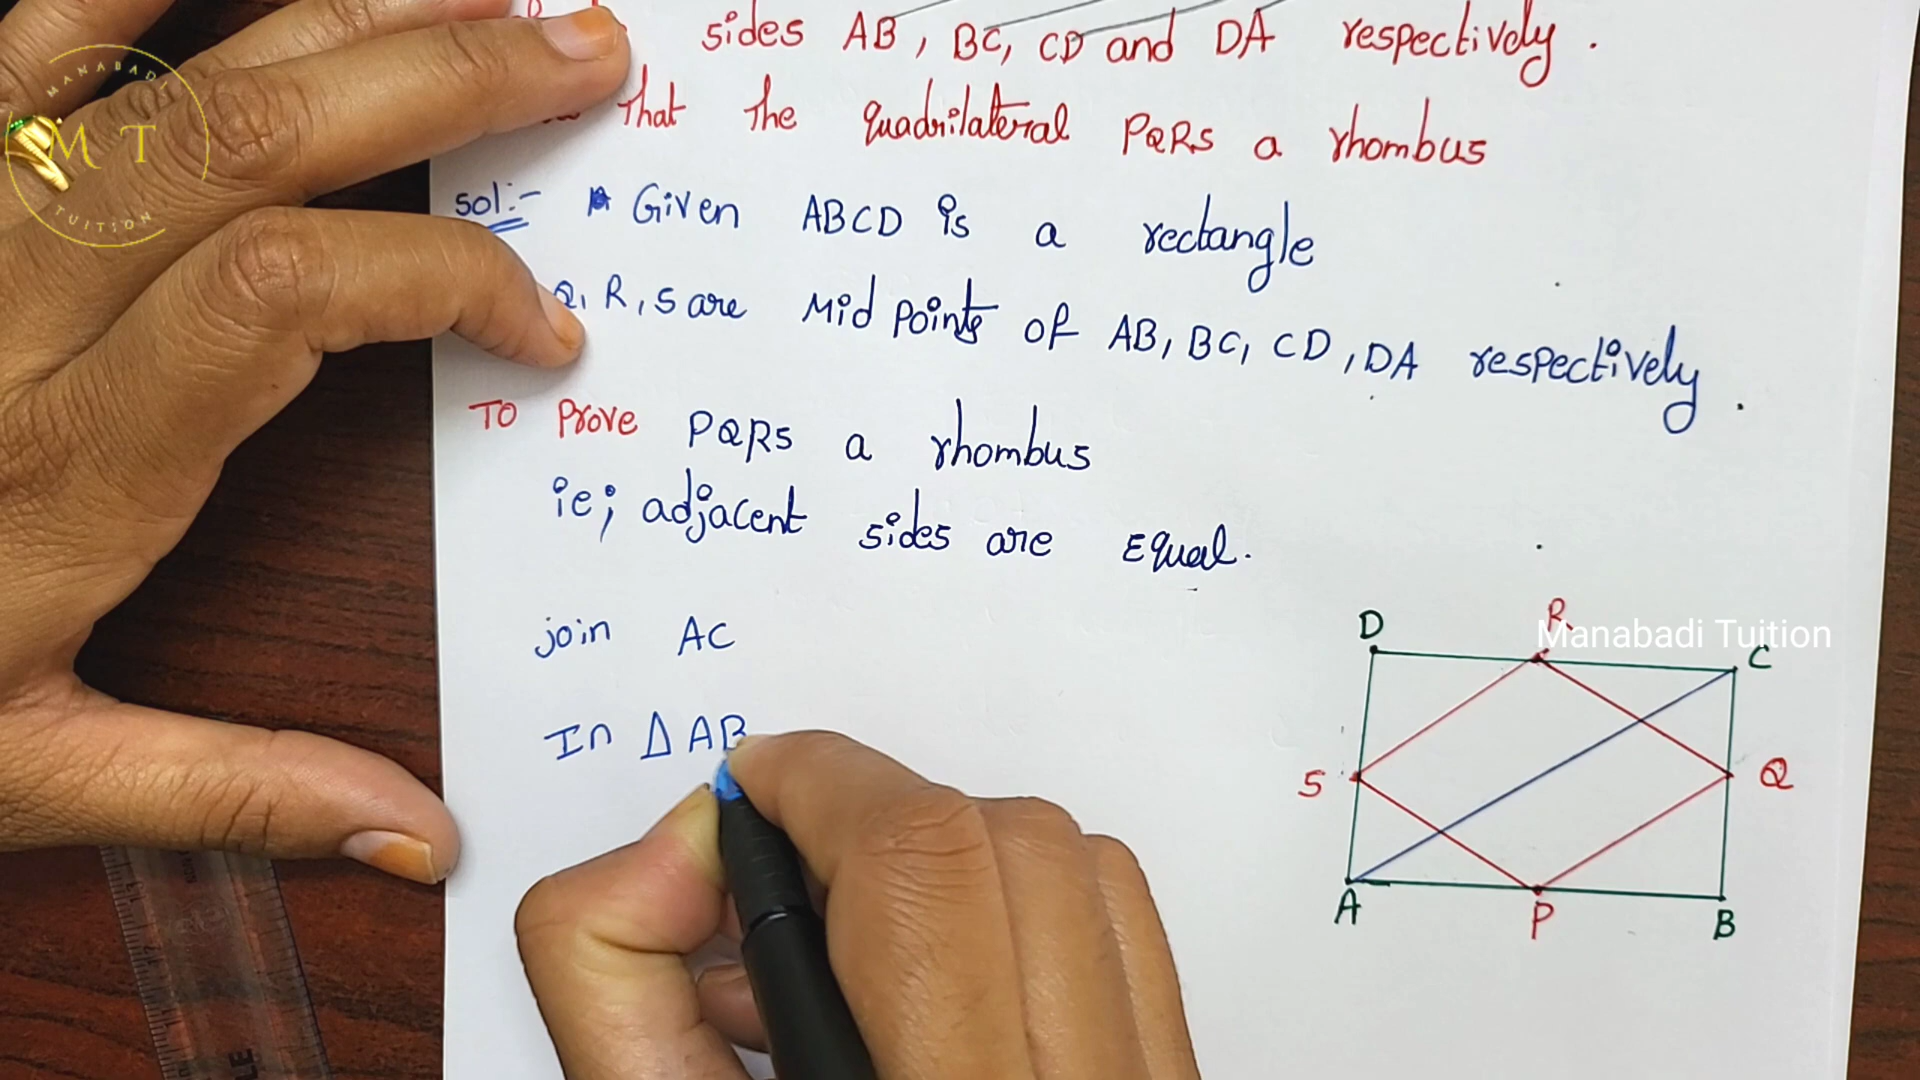 sides AB, BC, CD and DA respectively.
that the quadrilateral PQRS a rhombus
Sol:- Given ABCD is a rectangle
Q, R, S are Mid points of AB, BC, CD, DA respectively.
TO Prove PQRS a rhombus
ie; adjacent sides are Equal.
join AC
In Δ AB
D R C
S Q
A P B
Manabadi Tuition
MANABADI
MT
TUITION